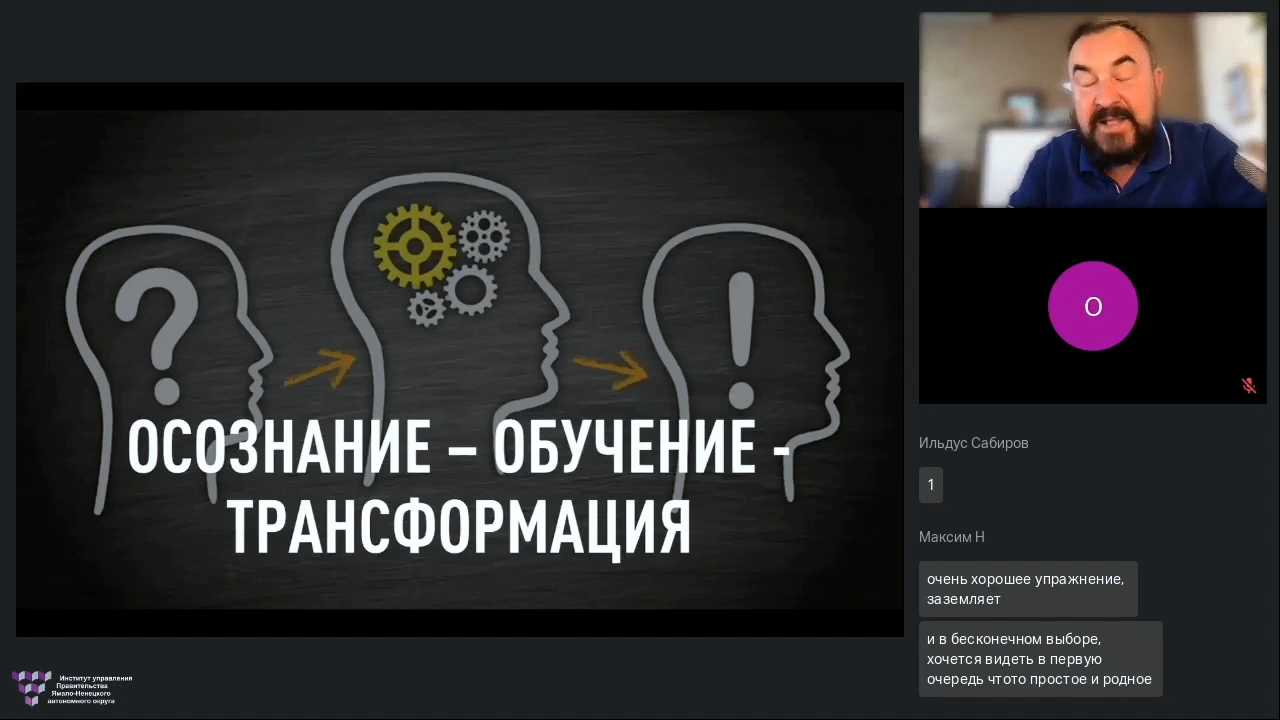 ОСОЗНАНИЕ – ОБУЧЕНИЕ -
ТРАНСФОРМАЦИЯ
Институт управления
Правительства
Ямало-Ненецкого
автономного округа
О
Ильдус Сабиров
1
Максим Н
очень хорошее упражнение,
заземляет
и в бесконечном выборе,
хочется видеть в первую
очередь чтото простое и родное